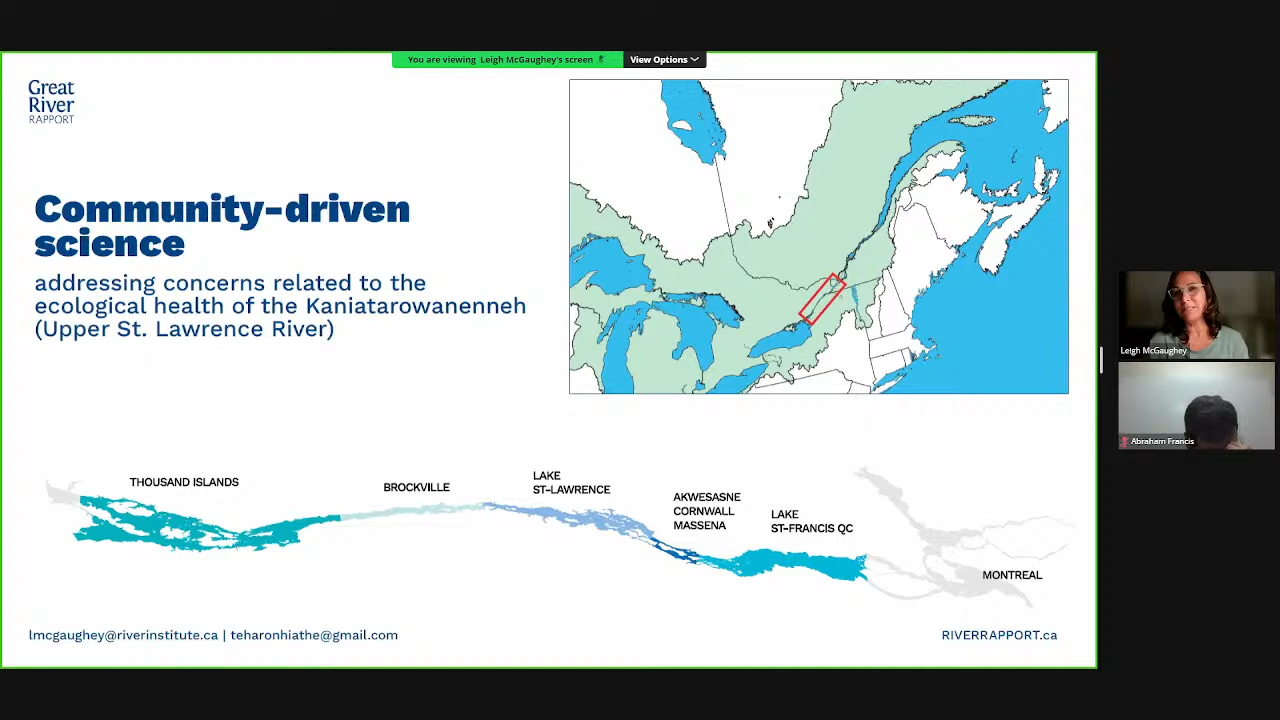 You are viewing Leigh McGaughey's screen
View Options
Great
River
RAPPORT
Community-driven
science
addressing concerns related to the
ecological health of the Kaniatarowanenneh
(Upper St. Lawrence River)
Leigh McGaughey
Abraham Francis
THOUSAND ISLANDS
BROCKVILLE
LAKE
ST-LAWRENCE
AKWESASNE
CORNWALL
MASSENA
LAKE
ST-FRANCIS QC
MONTREAL
lmcgaughey@riverinstitute.ca | teharonhiathe@gmail.com
RIVERRAPPORT.ca